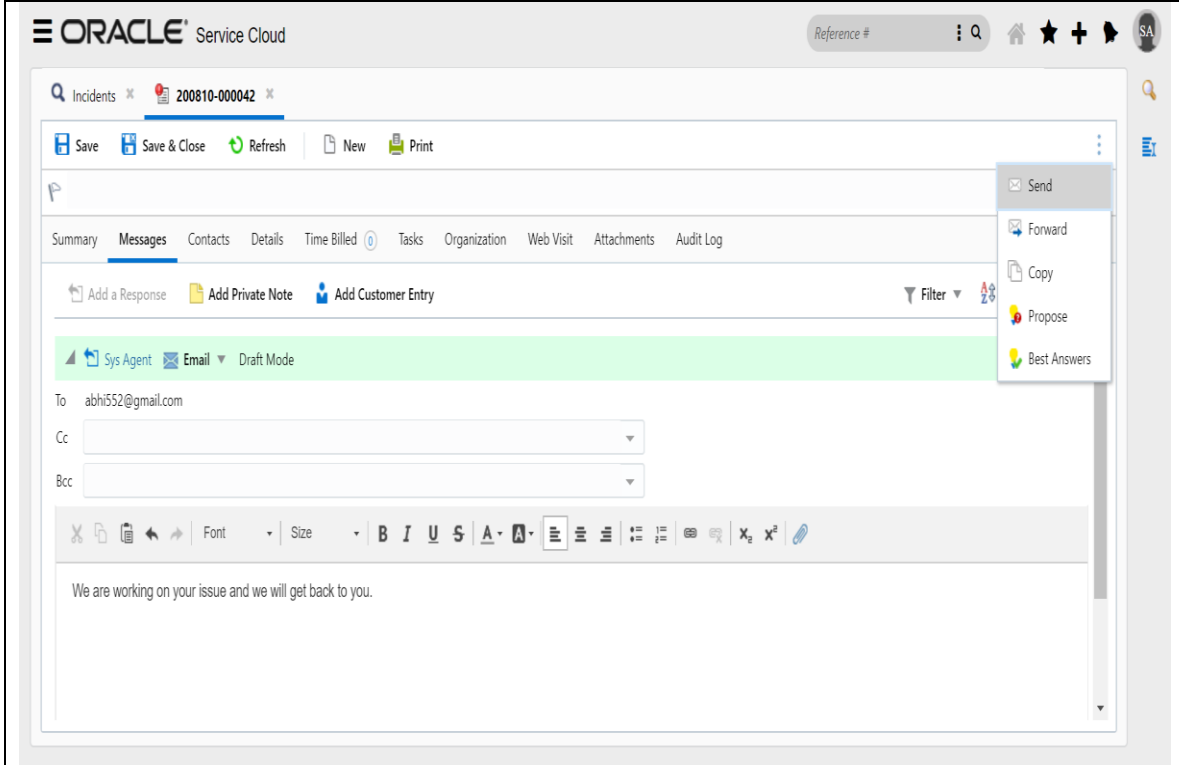 ORACLE Service Cloud
Reference #
SA
Incidents
200810-000042
Save Save & Close Refresh New Print
Send
Forward
Copy
Propose
Best Answers
Summary Messages Contacts Details Time Billed 0 Tasks Organization Web Visit Attachments Audit Log
Add a Response Add Private Note Add Customer Entry Filter
Sys Agent Email Draft Mode
To abhi552@gmail.com
Cc
Bcc
Font Size B I U S A A X₂ X²
We are working on your issue and we will get back to you.